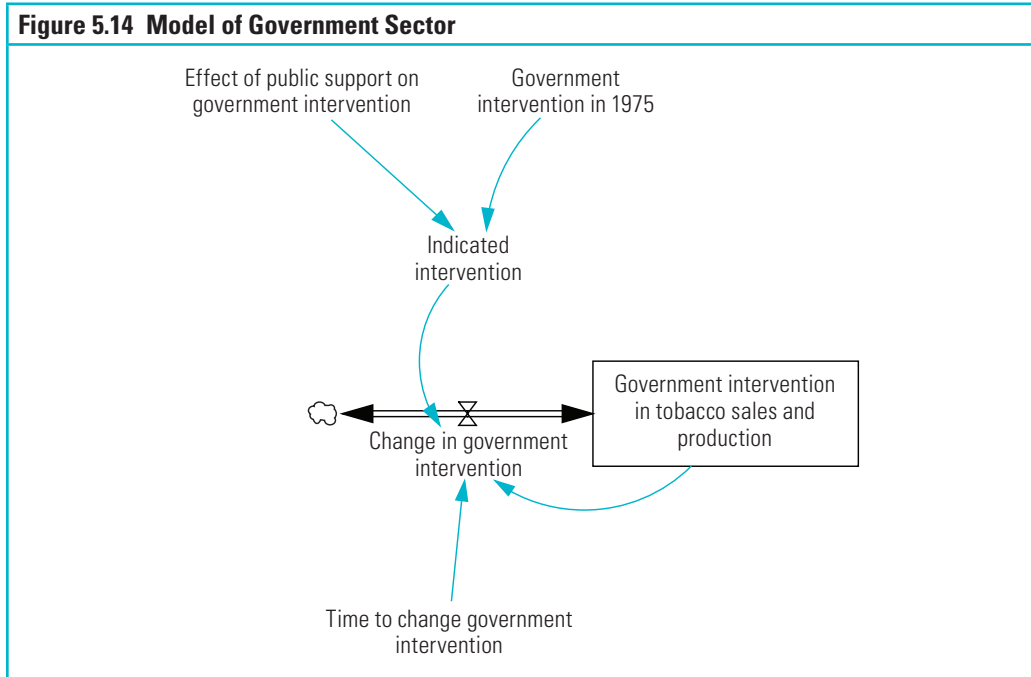 Figure 5.14 Model of Government Sector
Effect of public support on
government intervention
Government
intervention in 1975
Indicated
intervention
Government intervention
in tobacco sales and
production
Change in government
intervention
Time to change government
intervention